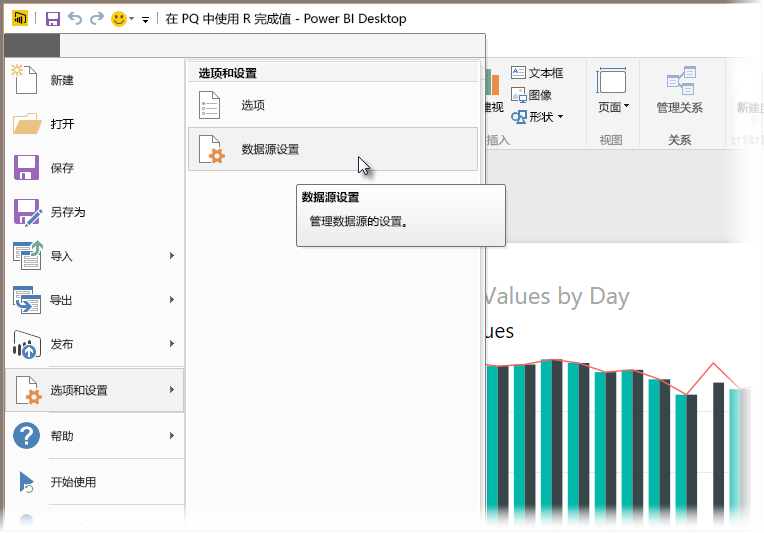 在 PQ 中使用 R 完成值 - Power BI Desktop
新建
打开
保存
另存为
导入
导出
发布
选项和设置
帮助
开始使用
选项和设置
选项
数据源设置
数据源设置
管理数据源的设置。
建视
插入
文本框
图像
形状
页面
视图
管理关系
关系
新建度
Values by Day
ues